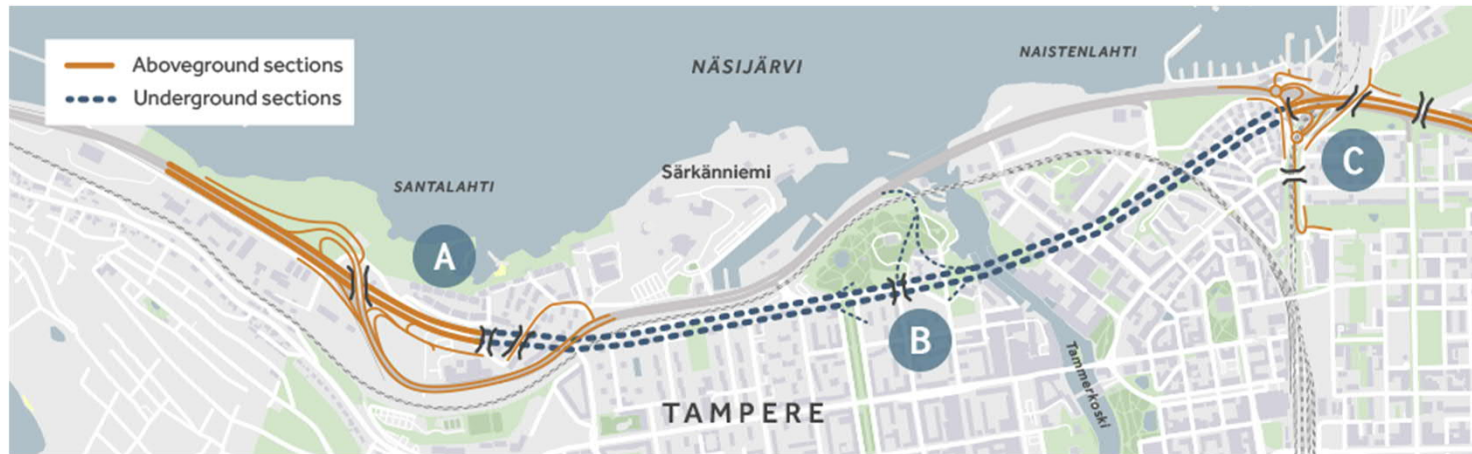 Aboveground sections
Underground sections
NÄSIJÄRVI
NAISTENLAHTI
Särkänniemi
SANTALAHTI
A
B
C
Tammerkoski
TAMPERE